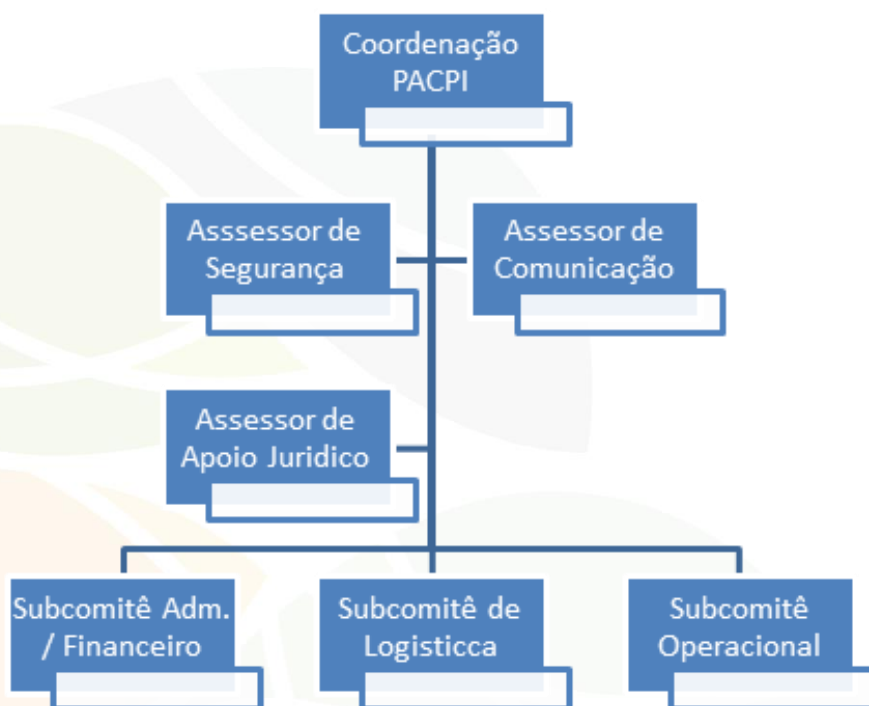 Coordenação
PACPI
Asssessor de
Segurança
Assessor de
Comunicação
Assessor de
Apoio Juridico
Subcomitê Adm.
/ Financeiro
Subcomitê de
Logisticca
Subcomitê
Operacional